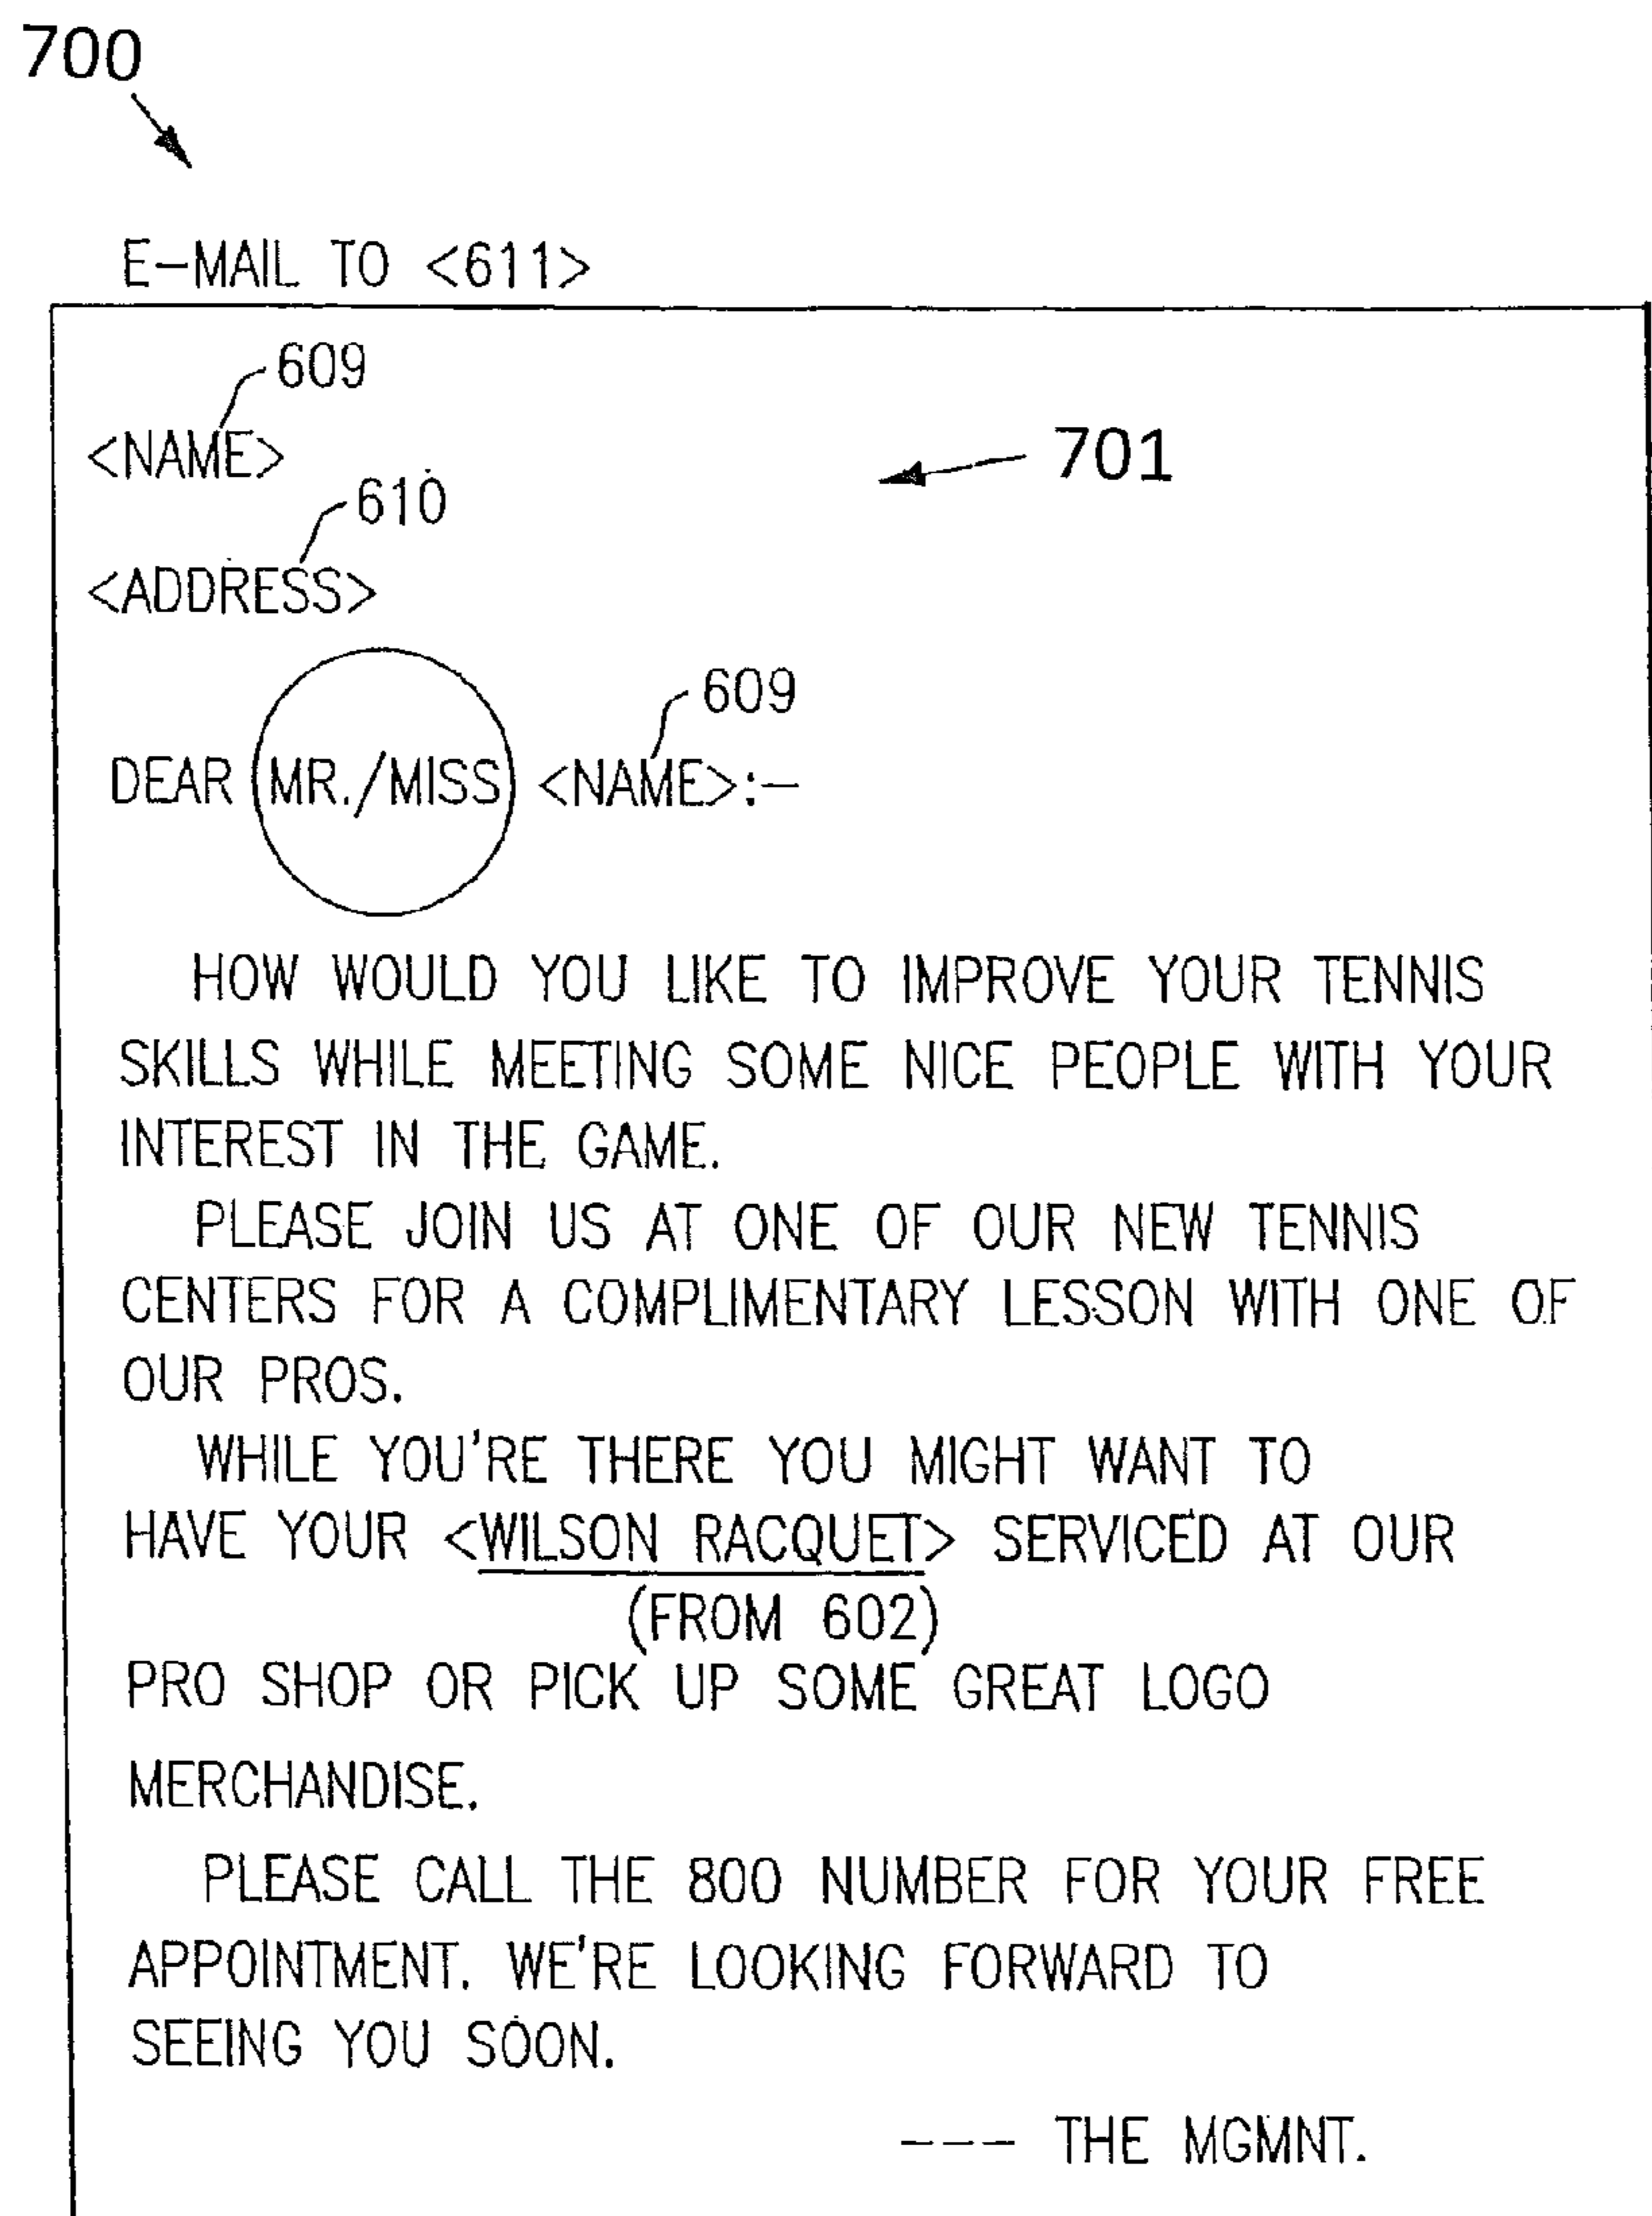 700
E-MAIL TO <611>
609
<NAME>
701
610
<ADDRESS>
609
DEAR MR./MISS <NAME>:-
HOW WOULD YOU LIKE TO IMPROVE YOUR TENNIS
SKILLS WHILE MEETING SOME NICE PEOPLE WITH YOUR
INTEREST IN THE GAME.
PLEASE JOIN US AT ONE OF OUR NEW TENNIS
CENTERS FOR A COMPLIMENTARY LESSON WITH ONE OF
OUR PROS.
WHILE YOU'RE THERE YOU MIGHT WANT TO
HAVE YOUR <WILSON RACQUET> SERVICED AT OUR
(FROM 602)
PRO SHOP OR PICK UP SOME GREAT LOGO
MERCHANDISE.
PLEASE CALL THE 800 NUMBER FOR YOUR FREE
APPOINTMENT. WE'RE LOOKING FORWARD TO
SEEING YOU SOON.
--- THE MGMNT.